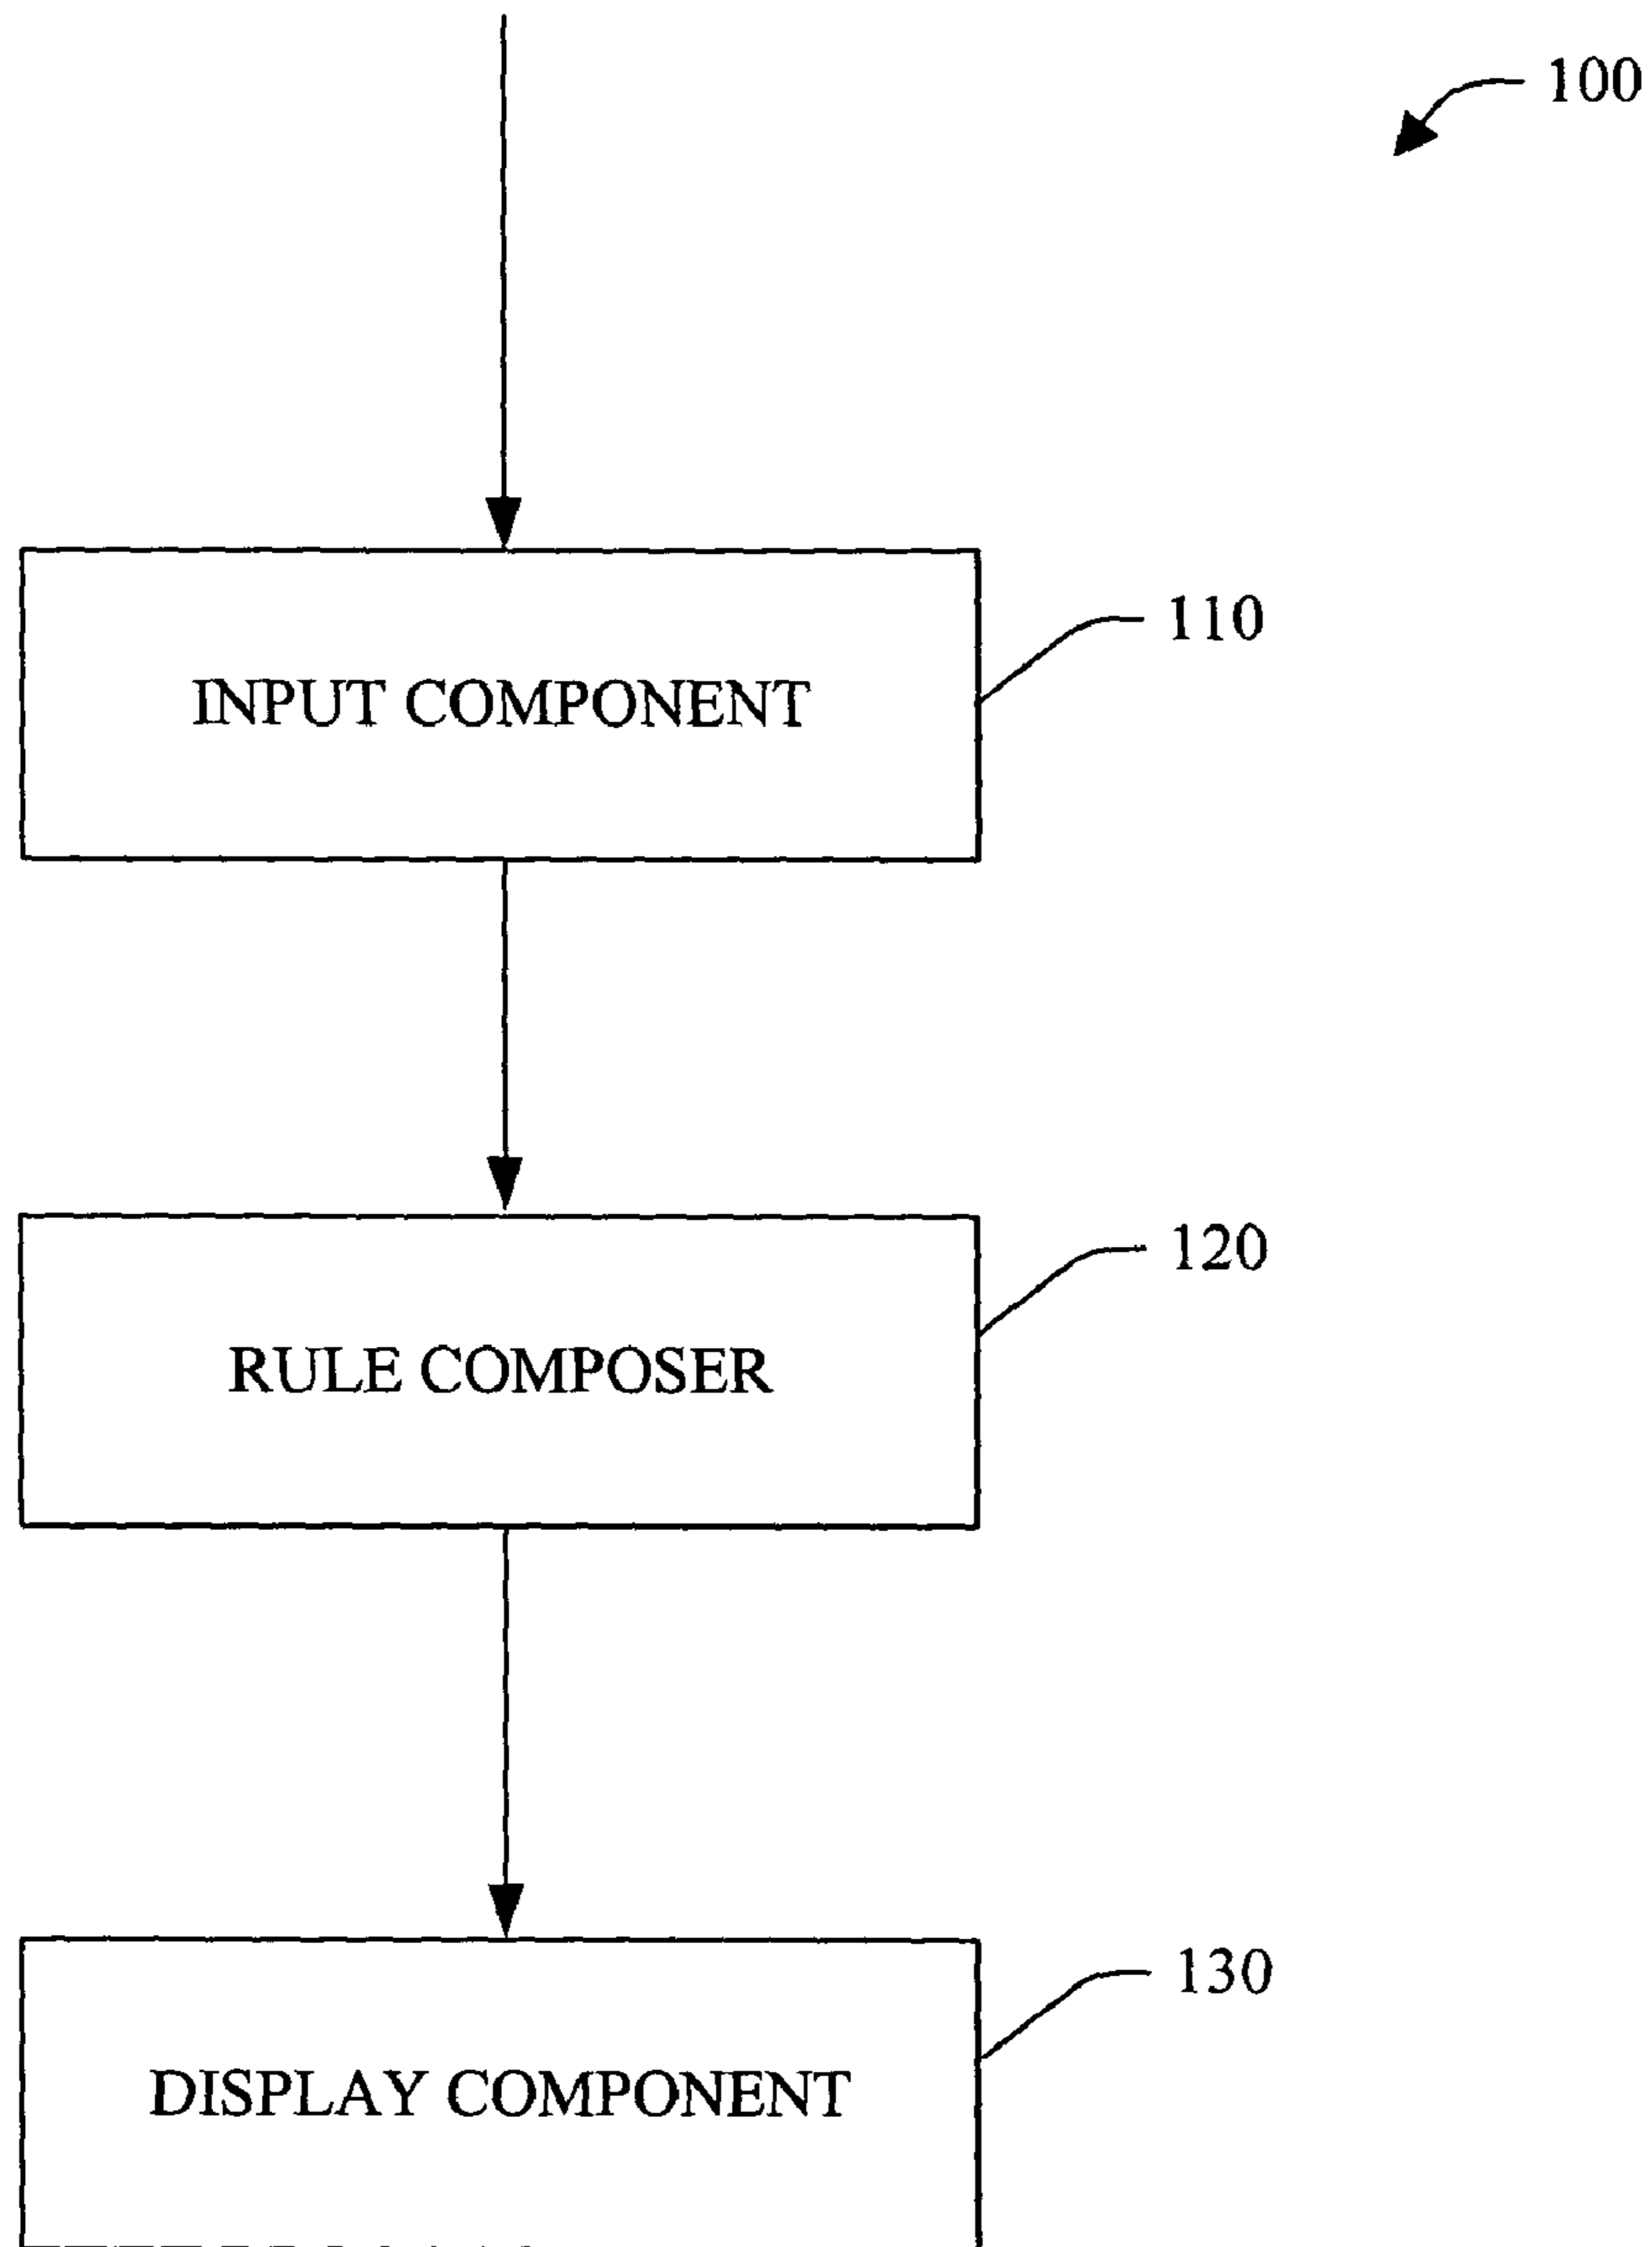 100
110
INPUT COMPONENT
120
RULE COMPOSER
130
DISPLAY COMPONENT